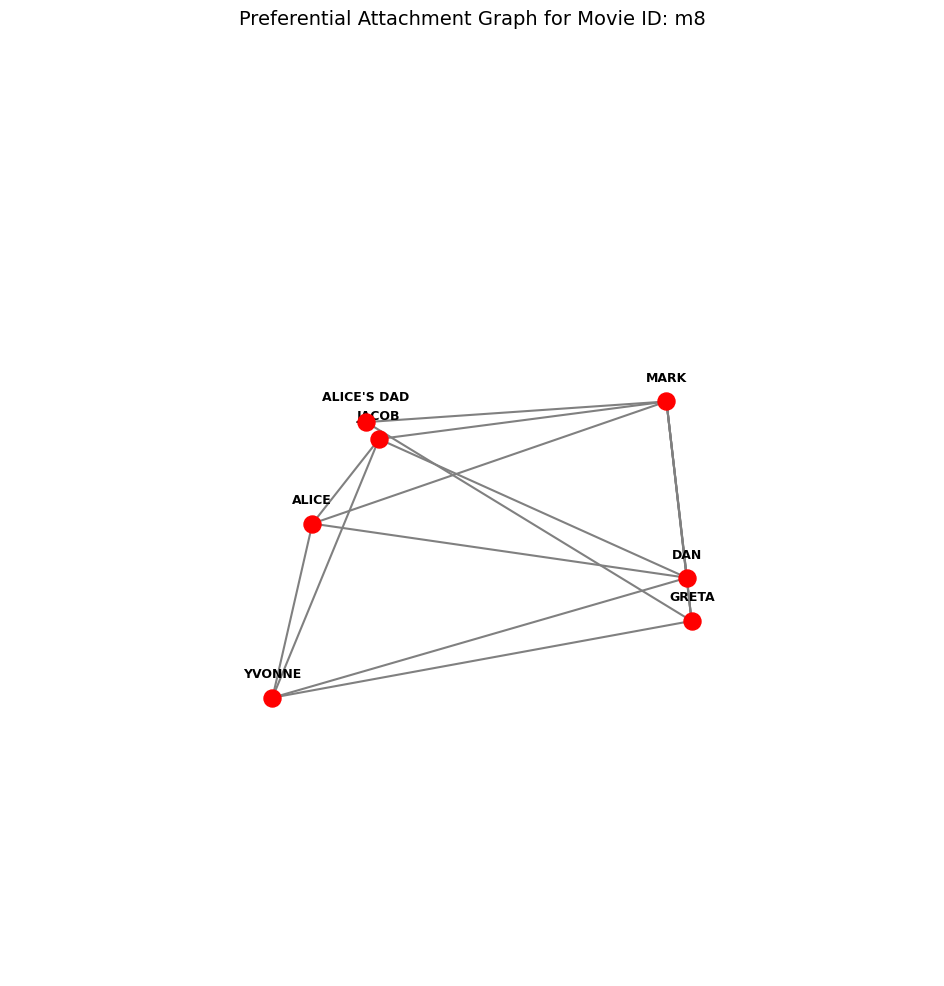 Preferential Attachment Graph for Movie ID: m8
MARK
ALICE'S DAD
JACOB
ALICE
DAN
GRETA
YVONNE